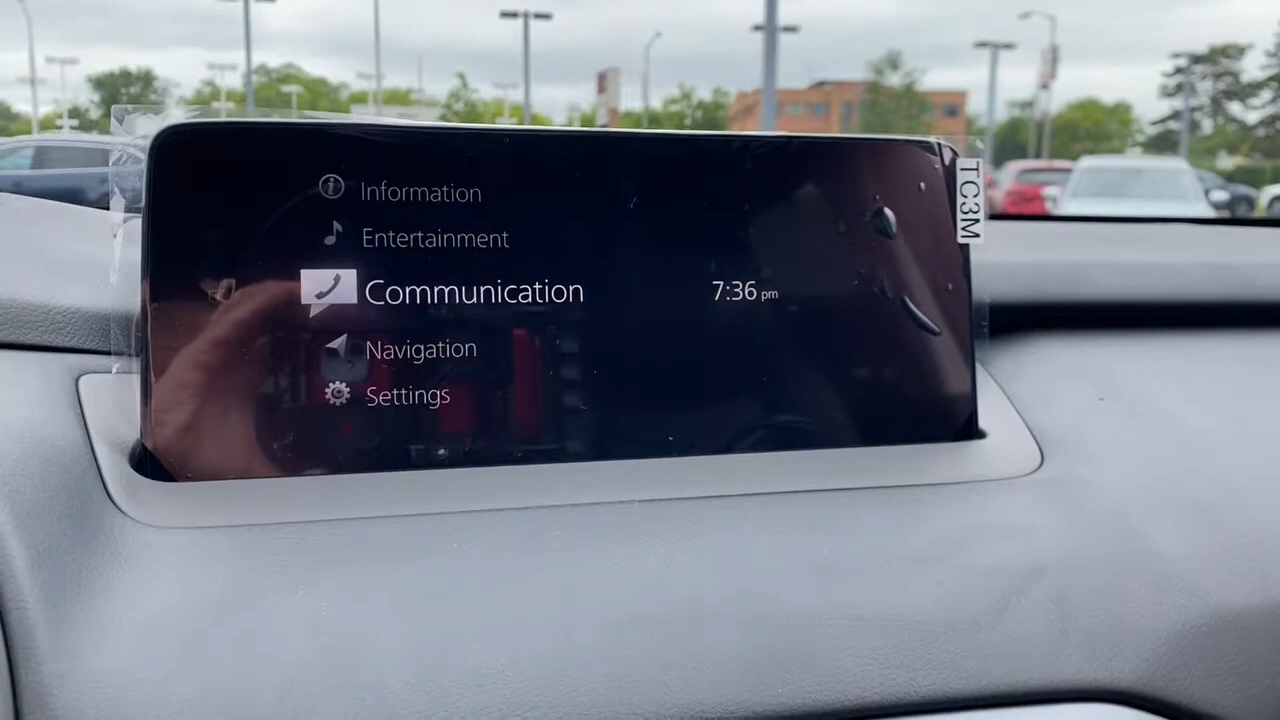 Information
Entertainment
Communication
7:36 pm
Navigation
Settings
TC3M